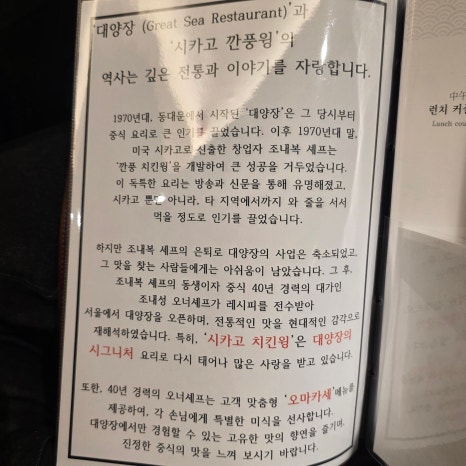 '대양장 (Great Sea Restaurant)'과
'시카고 깐풍윙'의
역사는 깊은 전통과 이야기를 자랑합니다.
1970년대, 동대문에서 시작된 '대양장'은 그 당시부터
중식 요리로 큰 인기를 끌었습니다. 이후 1970년대 말,
미국 시카고로 진출한 창업자 조내복 셰프는
'깐풍 치킨윙'을 개발하여 큰 성공을 거두었습니다.
이 독특한 요리는 방송과 신문을 통해 유명해졌고,
시카고 뿐만 아니라, 타 지역에서까지 와 줄을 서서
먹을 정도로 인기를 끌었습니다.
하지만 조내복 셰프의 은퇴로 대양장의 사업은 축소되었고,
그 맛을 찾는 사람들에게는 아쉬움이 남았습니다. 그 후,
조내복 셰프의 동생이자 중식 40년 경력의 대가인
조내성 오너셰프가 레시피를 전수받아
서울에서 대양장을 오픈하며, 전통적인 맛을 현대적인 감각으로
재해석하였습니다. 특히, '시카고 치킨윙'은 대양장의
시그니처 요리로 다시 태어나 많은 사랑을 받고 있습니다.
또한, 40년 경력의 오너셰프는 고객 맞춤형 '오마카세'메뉴를
제공하여, 각 손님에게 특별한 미식을 선사합니다.
대양장에서만 경험할 수 있는 고유한 맛의 향연을 즐기며,
진정한 중식의 맛을 느껴 보시기 바랍니다.
中午
런치 커
Lunch cou